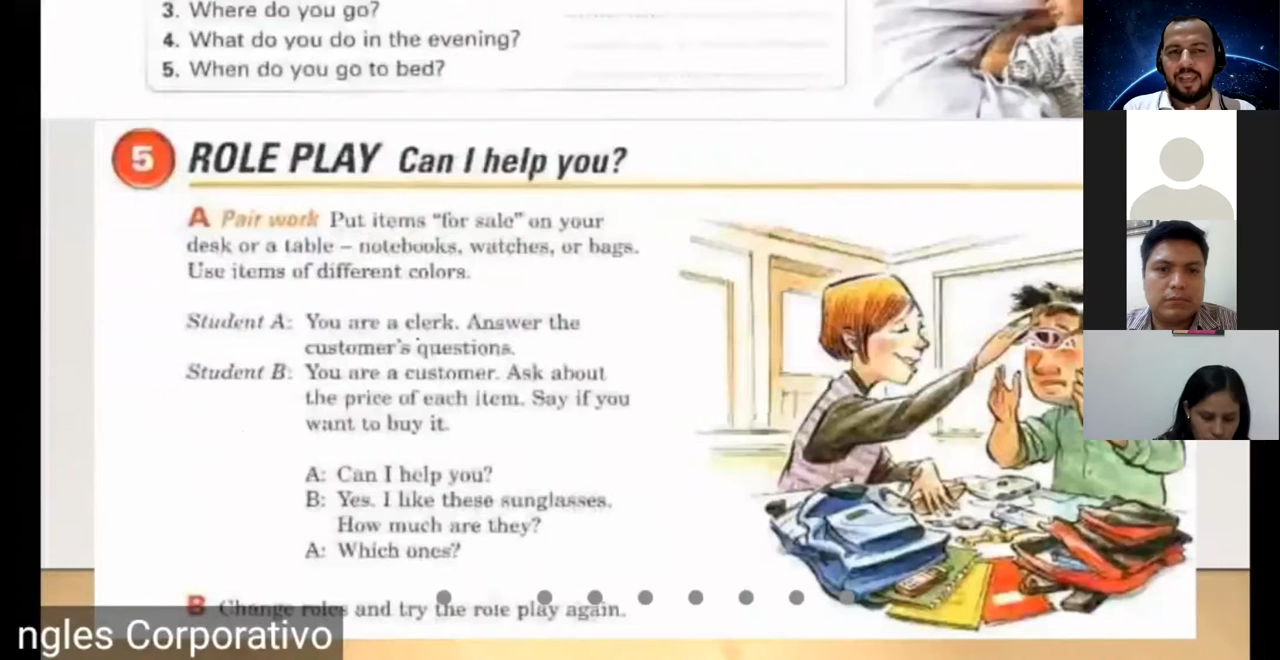 3. Where do you go?
4. What do you do in the evening?
5. When do you go to bed?
5 ROLE PLAY Can I help you?
A Pair work Put items “for sale” on your
desk or a table – notebooks, watches, or bags.
Use items of different colors.
Student A: You are a clerk. Answer the
customer's questions.
Student B: You are a customer. Ask about
the price of each item. Say if you
want to buy it.
A: Can I help you?
B: Yes. I like these sunglasses.
How much are they?
A: Which ones?
B Change roles and try the role play again.
ngles Corporativo